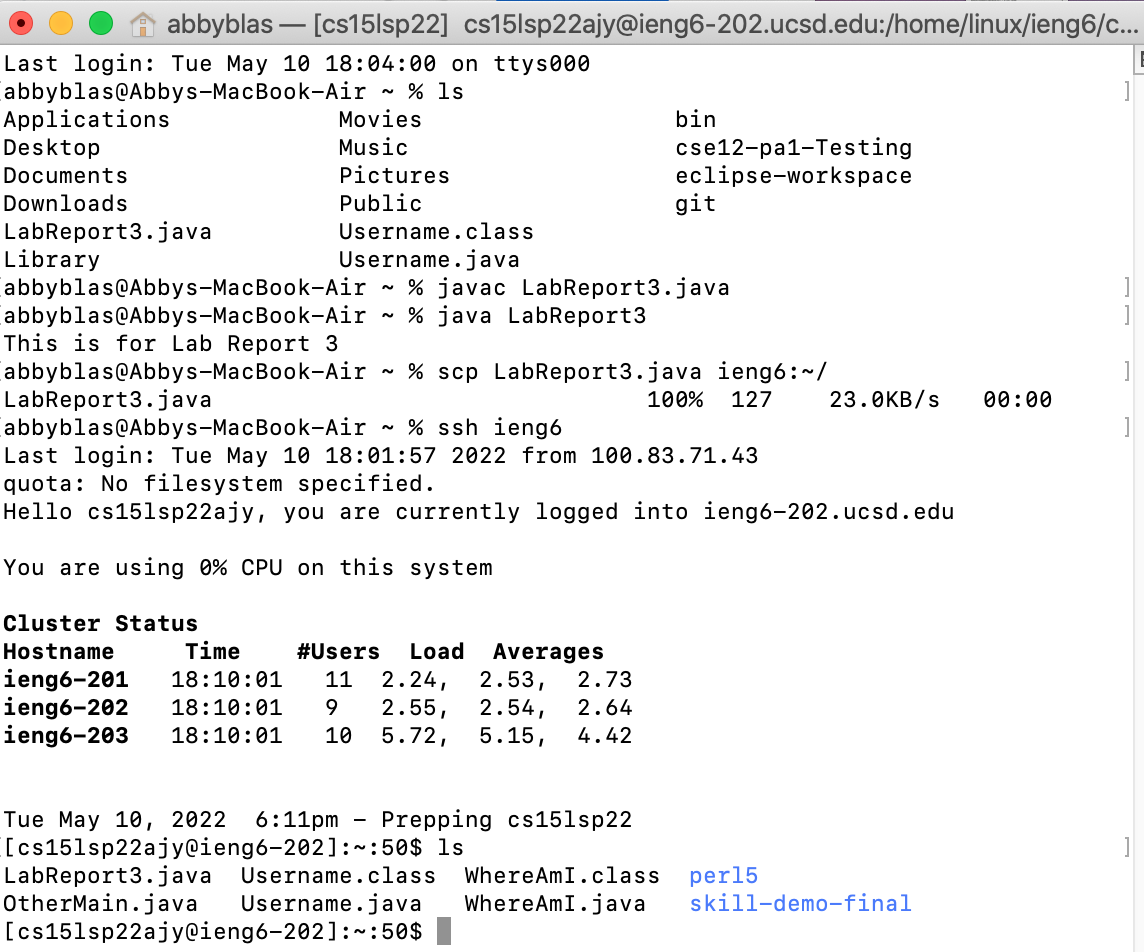 abbyblas — [cs15lsp22]  cs15lsp22ajy@ieng6-202.ucsd.edu:/home/linux/ieng6/c...
Last login: Tue May 10 18:04:00 on ttys000
[abbyblas@Abbys-MacBook-Air ~ % ls ]
Applications Movies bin
Desktop Music cse12-pa1-Testing
Documents Pictures eclipse-workspace
Downloads Public git
LabReport3.java Username.class
Library Username.java
[abbyblas@Abbys-MacBook-Air ~ % javac LabReport3.java ]
[abbyblas@Abbys-MacBook-Air ~ % java LabReport3 ]
This is for Lab Report 3
[abbyblas@Abbys-MacBook-Air ~ % scp LabReport3.java ieng6:~/ ]
LabReport3.java 100% 127 23.0KB/s 00:00
[abbyblas@Abbys-MacBook-Air ~ % ssh ieng6 ]
Last login: Tue May 10 18:01:57 2022 from 100.83.71.43
quota: No filesystem specified.
Hello cs15lsp22ajy, you are currently logged into ieng6-202.ucsd.edu
You are using 0% CPU on this system
Cluster Status
Hostname Time #Users Load Averages
ieng6-201 18:10:01 11 2.24, 2.53, 2.73
ieng6-202 18:10:01 9 2.55, 2.54, 2.64
ieng6-203 18:10:01 10 5.72, 5.15, 4.42
Tue May 10, 2022  6:11pm - Prepping cs15lsp22
[[cs15lsp22ajy@ieng6-202]:~:50$ ls ]
LabReport3.java Username.class WhereAmI.class perl5
OtherMain.java Username.java WhereAmI.java skill-demo-final
[cs15lsp22ajy@ieng6-202]:~:50$